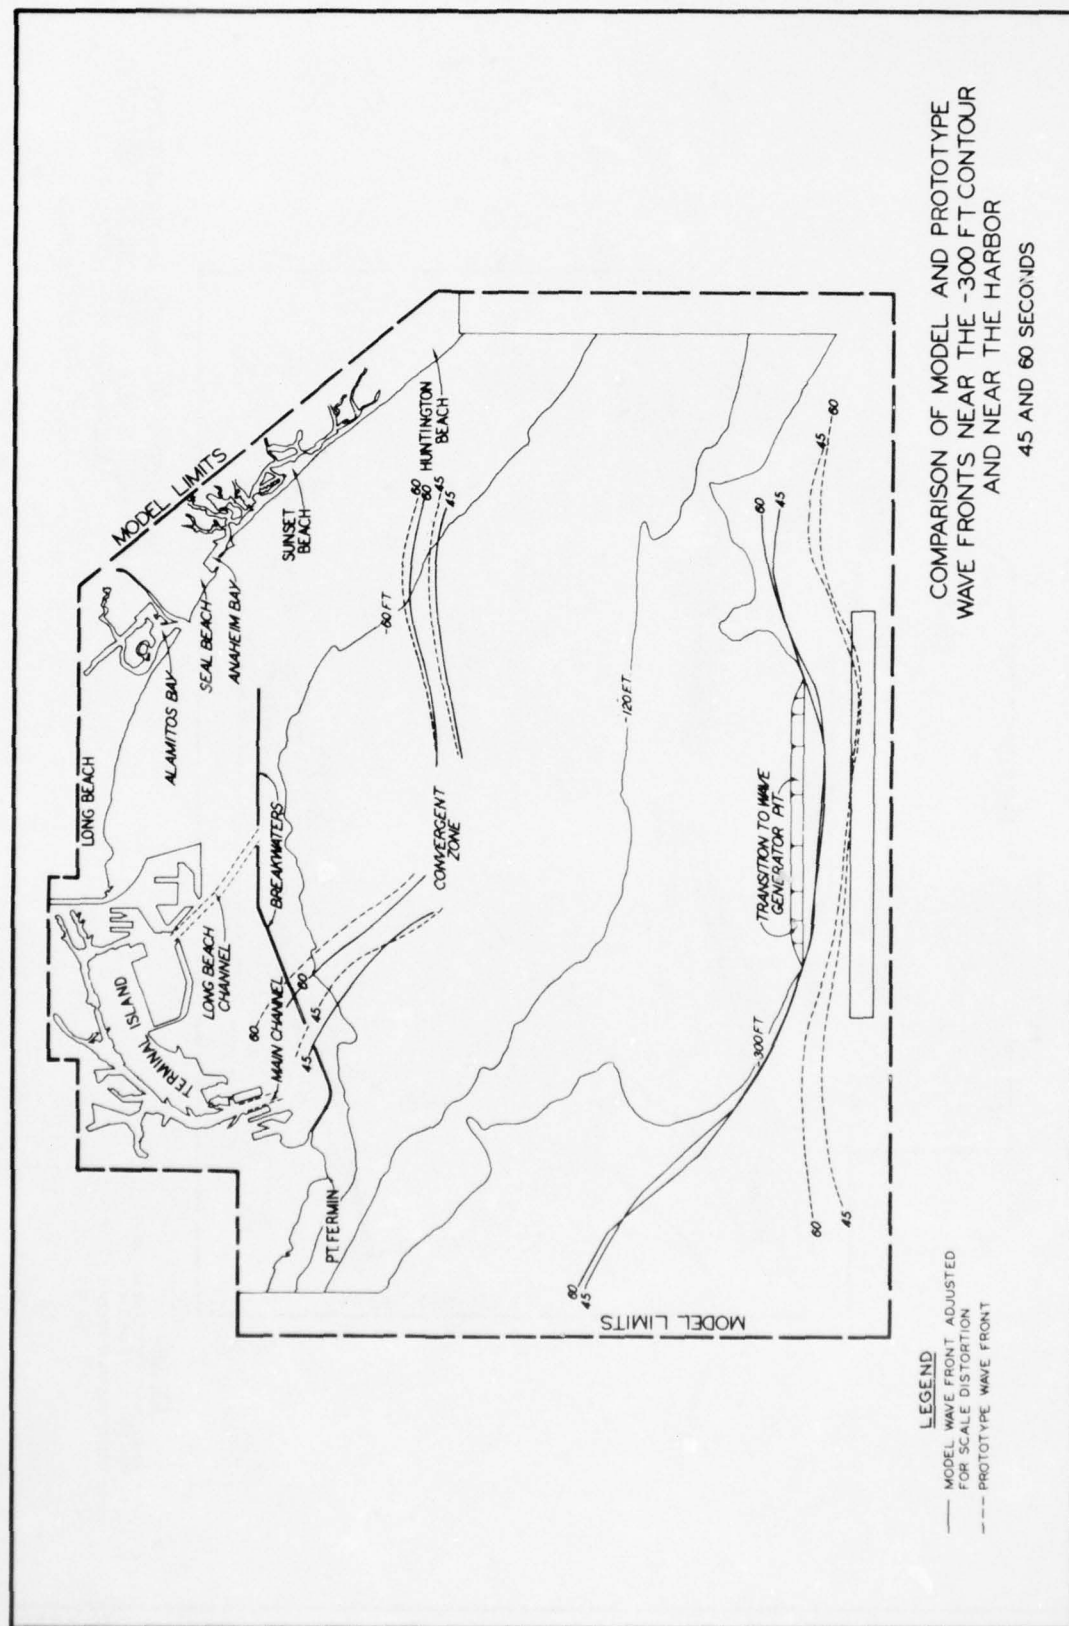 MODEL LIMITS
LONG BEACH
ALAMITOS BAY
SEAL BEACH
ANAHEIM BAY
SUNSET
BEACH
HUNTINGTON
BEACH
TERMINAL ISLAND
LONG BEACH
CHANNEL
MAIN CHANNEL
BREAKWATERS
PT. FERMIN
-60 FT
60
60
45
45
60
60
45
45
CONVERGENT
ZONE
-120 FT.
TRANSITION TO WAVE
GENERATOR PIT
-300 FT
60
45
60
45
60
45
60
45
MODEL LIMITS
LEGEND
MODEL WAVE FRONT ADJUSTED
FOR SCALE DISTORTION
PROTOTYPE WAVE FRONT
COMPARISON OF MODEL AND PROTOTYPE
WAVE FRONTS NEAR THE -300 FT CONTOUR
AND NEAR THE HARBOR
45 AND 60 SECONDS